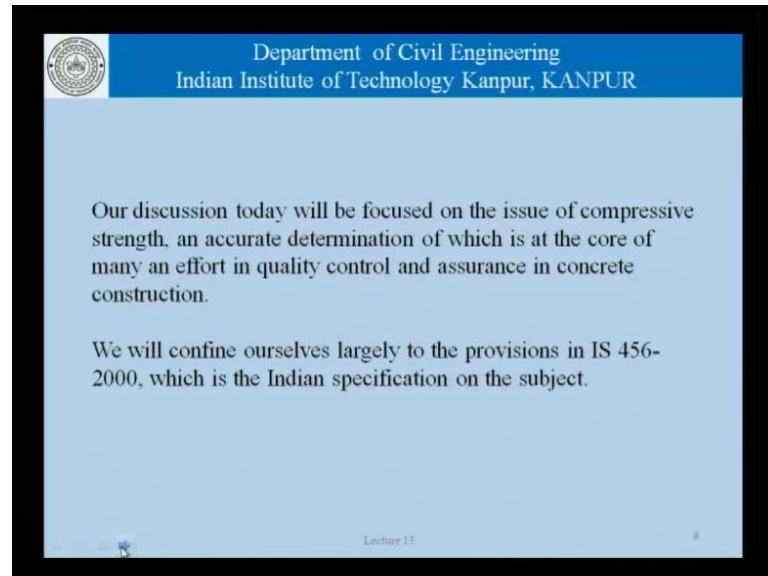 Department of Civil Engineering
Indian Institute of Technology Kanpur, KANPUR
Our discussion today will be focused on the issue of compressive
strength, an accurate determination of which is at the core of
many an effort in quality control and assurance in concrete
construction.
We will confine ourselves largely to the provisions in IS 456-
2000, which is the Indian specification on the subject.
Lecture 13
8